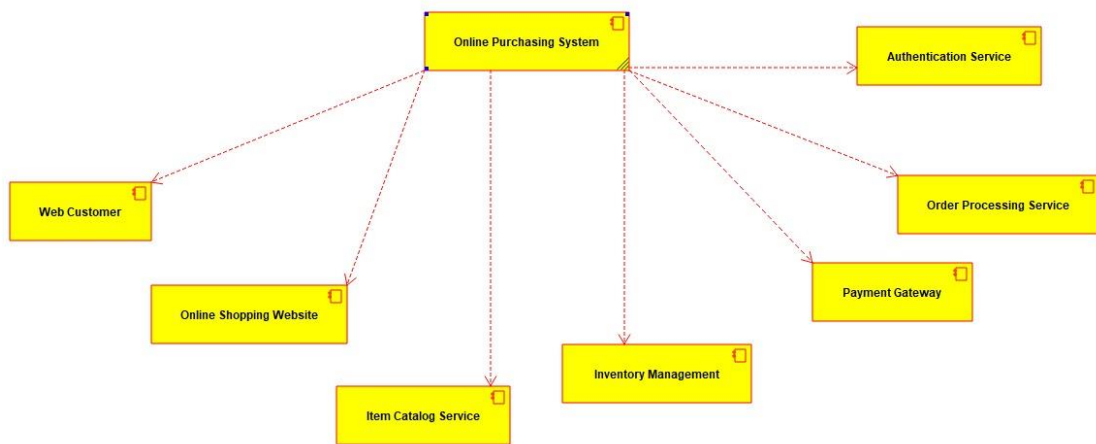 Online Purchasing System
Authentication Service
Web Customer
Order Processing Service
Online Shopping Website
Payment Gateway
Item Catalog Service
Inventory Management